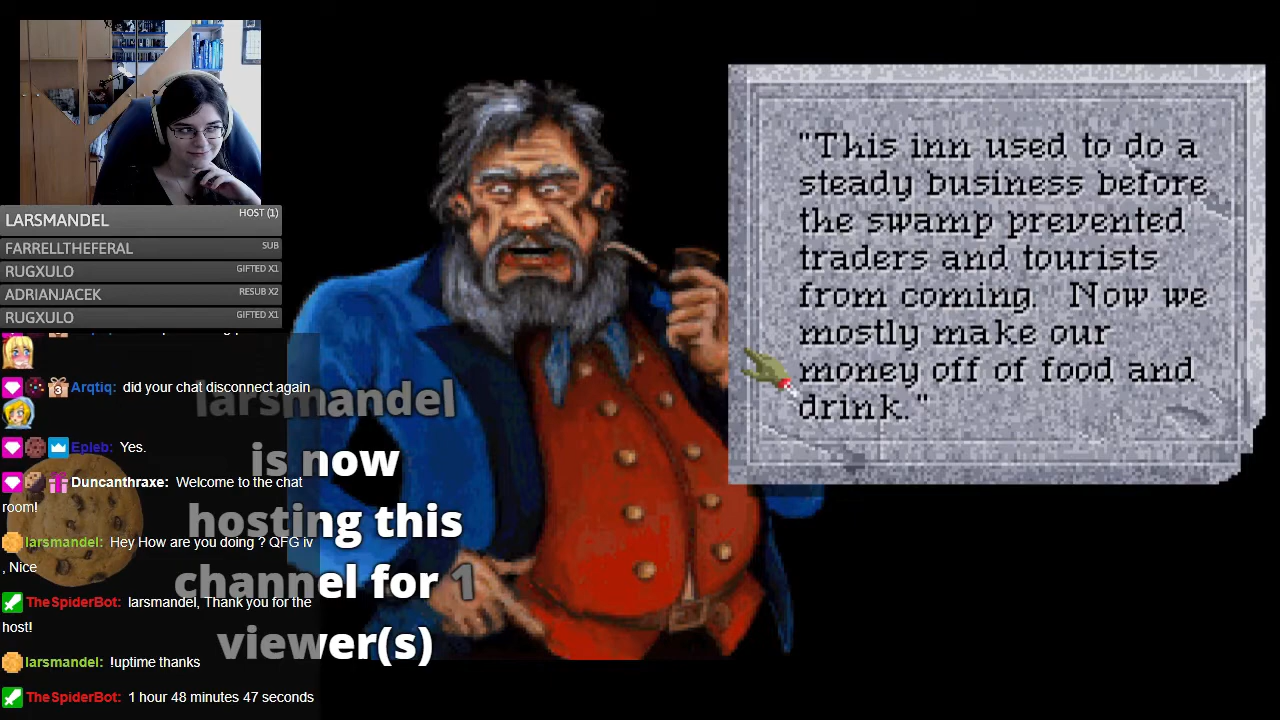 LARSMANDEL HOST (1)
FARRELLTHEFERAL SUB
RUGXULO GIFTED X1
ADRIANJACEK RESUB X2
RUGXULO GIFTED X1
3 Arqtiq: did your chat disconnect again
Epleb: Yes.
Duncanthraxe: Welcome to the chat
room!
larsmandel: Hey How are you doing ? QFG iv
, Nice
TheSpiderBot: larsmandel, Thank you for the
host!
larsmandel: !uptime thanks
TheSpiderBot: 1 hour 48 minutes 47 seconds
larsmandel
is now
hosting this
channel for 1
viewer(s)
"This inn used to do a
steady business before
the swamp prevented
traders and tourists
from coming. Now we
mostly make our
money off of food and
drink."